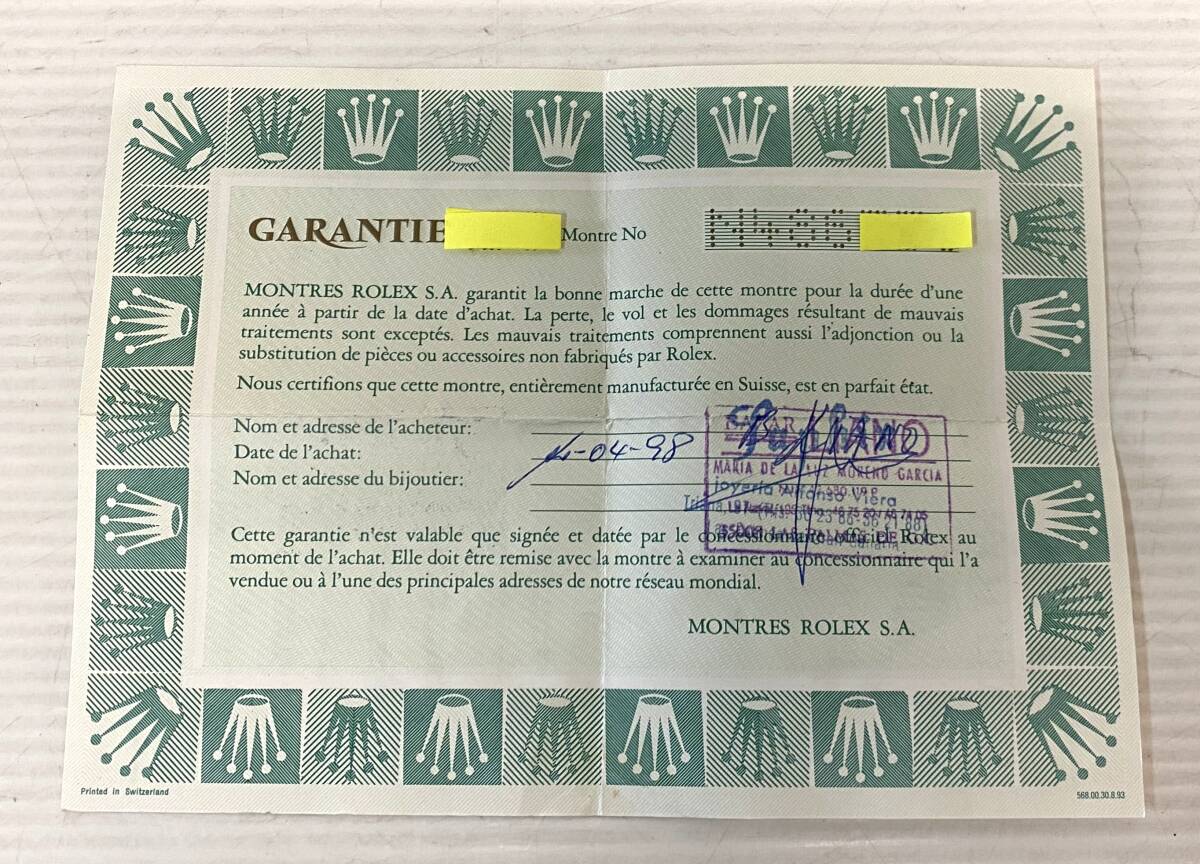 GARANTIE Montre No
MONTRES ROLEX S.A. garantit la bonne marche de cette montre pour la durée d'une
année à partir de la date d'achat. La perte, le vol et les dommages résultant de mauvais
traitements sont exceptés. Les mauvais traitements comprennent aussi l'adjonction ou la
substitution de pièces ou accessoires non fabriqués par Rolex.
Nous certifions que cette montre, entièrement manufacturée en Suisse, est en parfait état.
Nom et adresse de l'acheteur:
Date de l'achat: -04-98
Nom et adresse du bijoutier:
MARIA DE LA LUZ MORENO GARCIA
joyería Alfonso Viera
Cette garantie n'est valable que signée et datée par le concessionnaire officiel Rolex au
moment de l'achat. Elle doit être remise avec la montre à examiner au concessionnaire qui l'a
vendue ou à l'une des principales adresses de notre réseau mondial.
MONTRES ROLEX S.A.
Printed in Switzerland
568.00.30.8.93